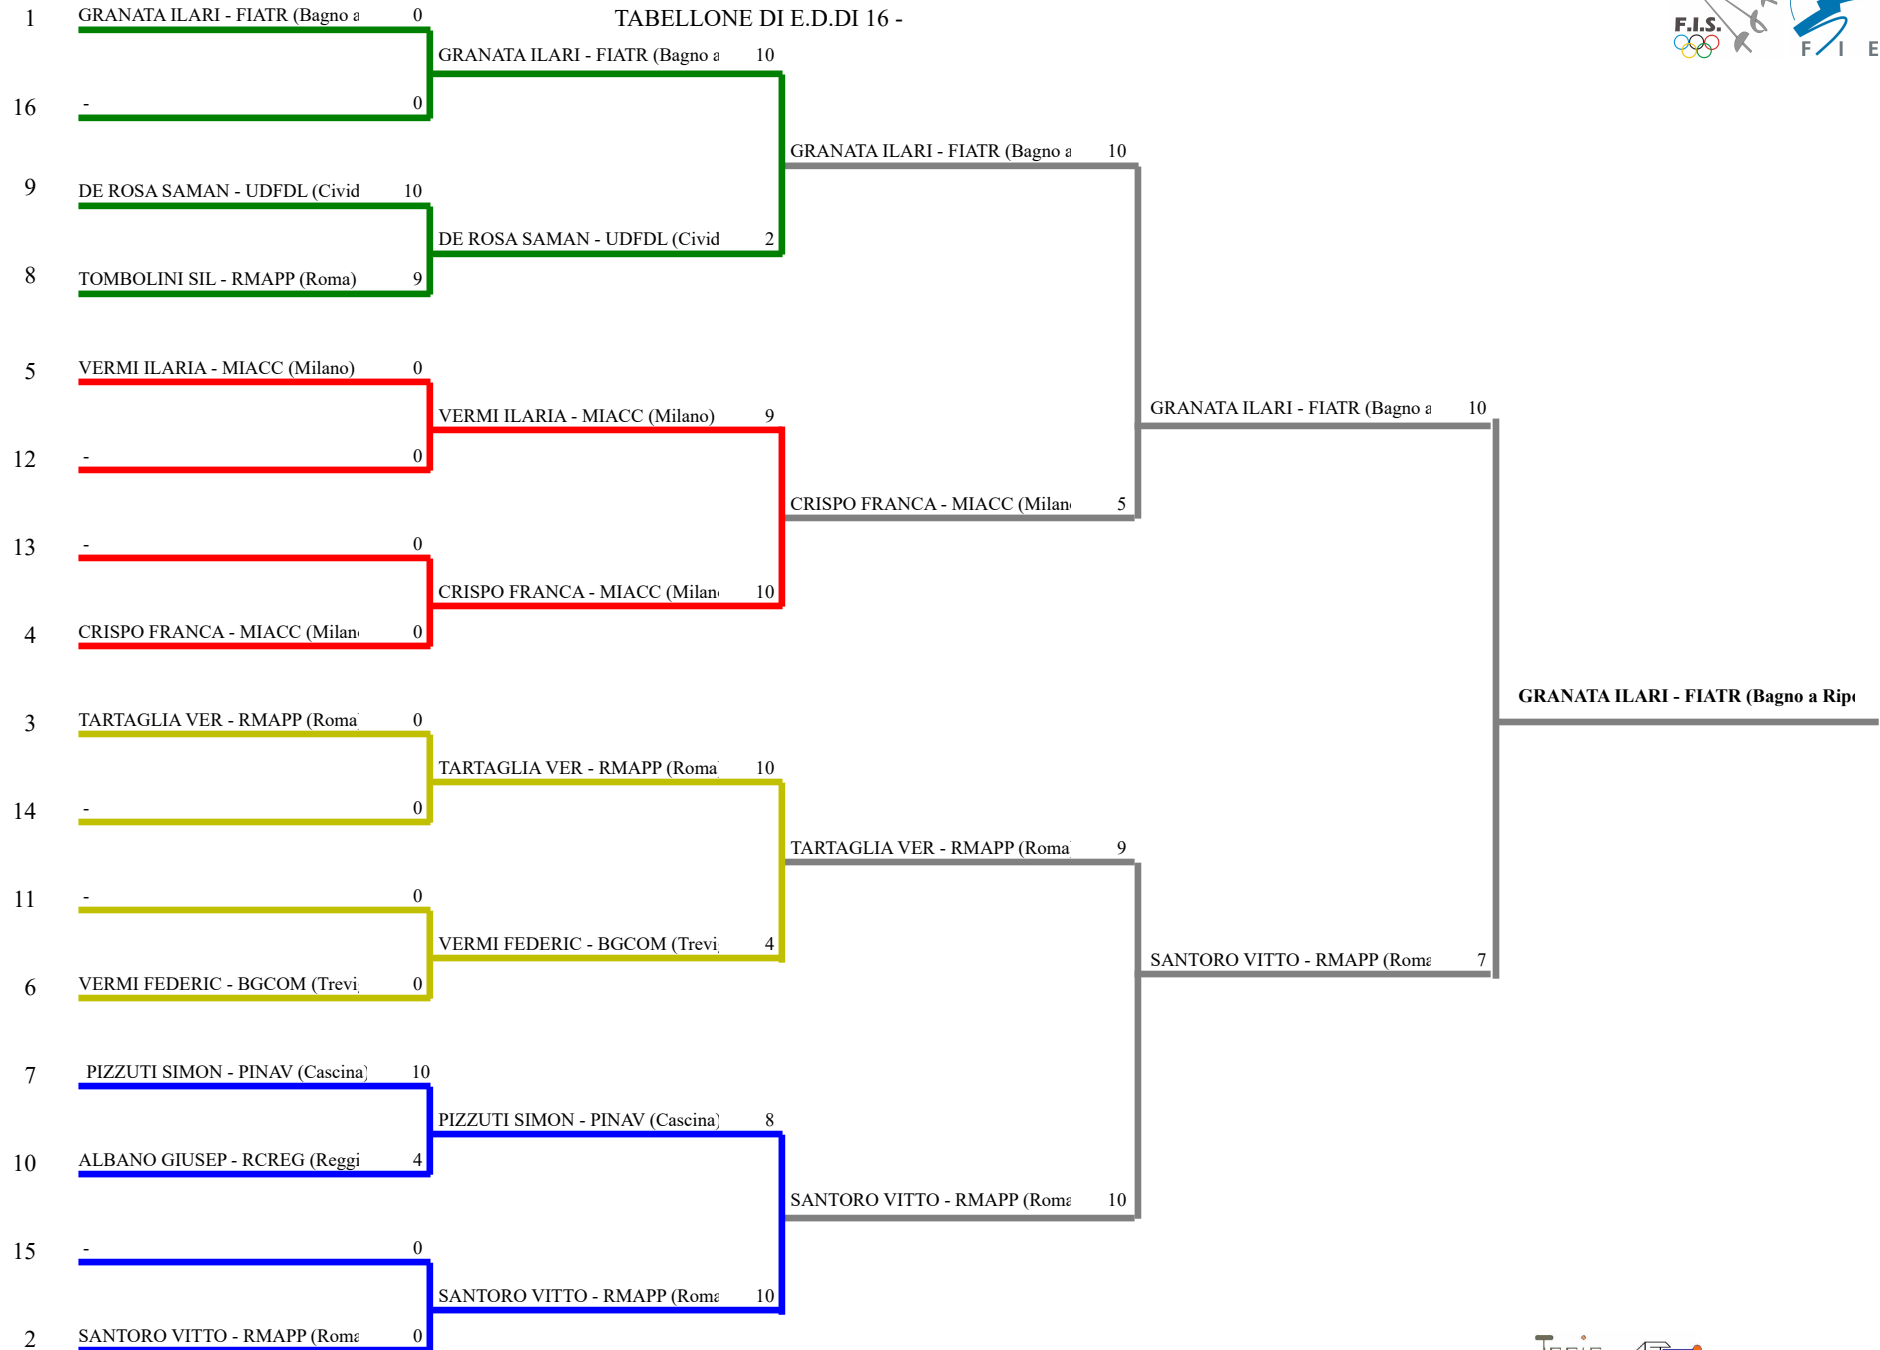 TABELLONE DI E.D.DI 16 -
F.I.S.
F I E
1 GRANATA ILARI - FIATR (Bagno a 0
16 - 0
9 DE ROSA SAMAN - UDFDL (Civid 10
8 TOMBOLINI SIL - RMAPP (Roma) 9
5 VERMI ILARIA - MIACC (Milano) 0
12 - 0
13 - 0
4 CRISPO FRANCA - MIACC (Milan 0
3 TARTAGLIA VER - RMAPP (Roma 0
14 - 0
11 - 0
6 VERMI FEDERIC - BGCOM (Trevi 0
7 PIZZUTI SIMON - PINAV (Cascina) 10
10 ALBANO GIUSEP - RCREG (Reggi 4
15 - 0
2 SANTORO VITTO - RMAPP (Roma 0
GRANATA ILARI - FIATR (Bagno a 10
DE ROSA SAMAN - UDFDL (Civid 2
VERMI ILARIA - MIACC (Milano) 9
CRISPO FRANCA - MIACC (Milan 10
TARTAGLIA VER - RMAPP (Roma 10
VERMI FEDERIC - BGCOM (Trevi 4
PIZZUTI SIMON - PINAV (Cascina) 8
SANTORO VITTO - RMAPP (Roma 10
GRANATA ILARI - FIATR (Bagno a 10
CRISPO FRANCA - MIACC (Milan 5
TARTAGLIA VER - RMAPP (Roma 9
SANTORO VITTO - RMAPP (Roma 10
GRANATA ILARI - FIATR (Bagno a 10
SANTORO VITTO - RMAPP (Roma 7
GRANATA ILARI - FIATR (Bagno a Rip